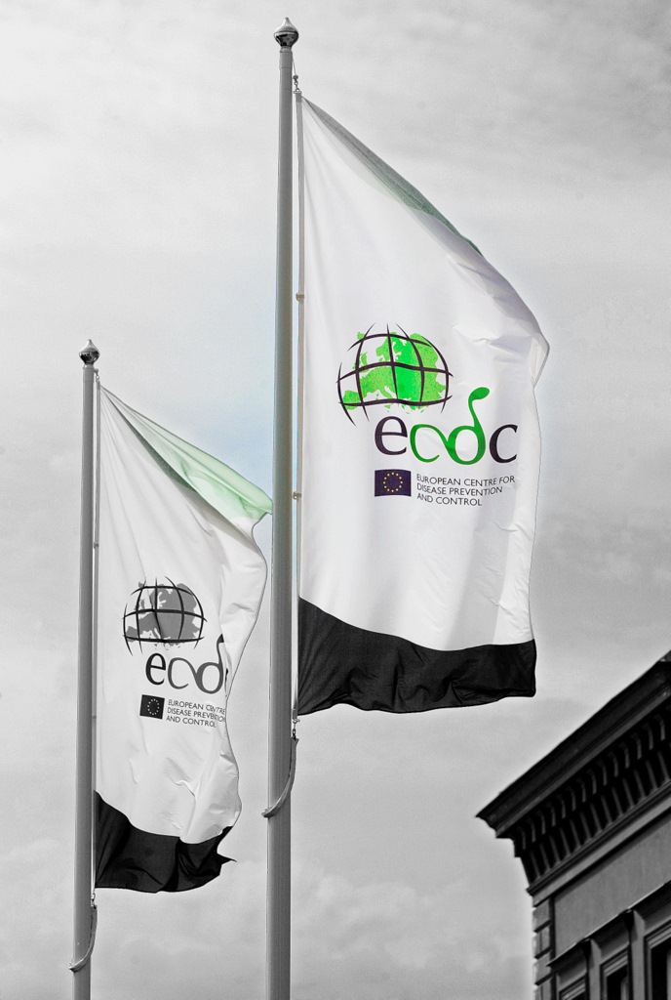 ecdc
EUROPEAN CENTRE FOR
DISEASE PREVENTION
AND CONTROL
ecdc
EUROPEAN CENTRE
DISEASE PREVENTION
AND CONTROL